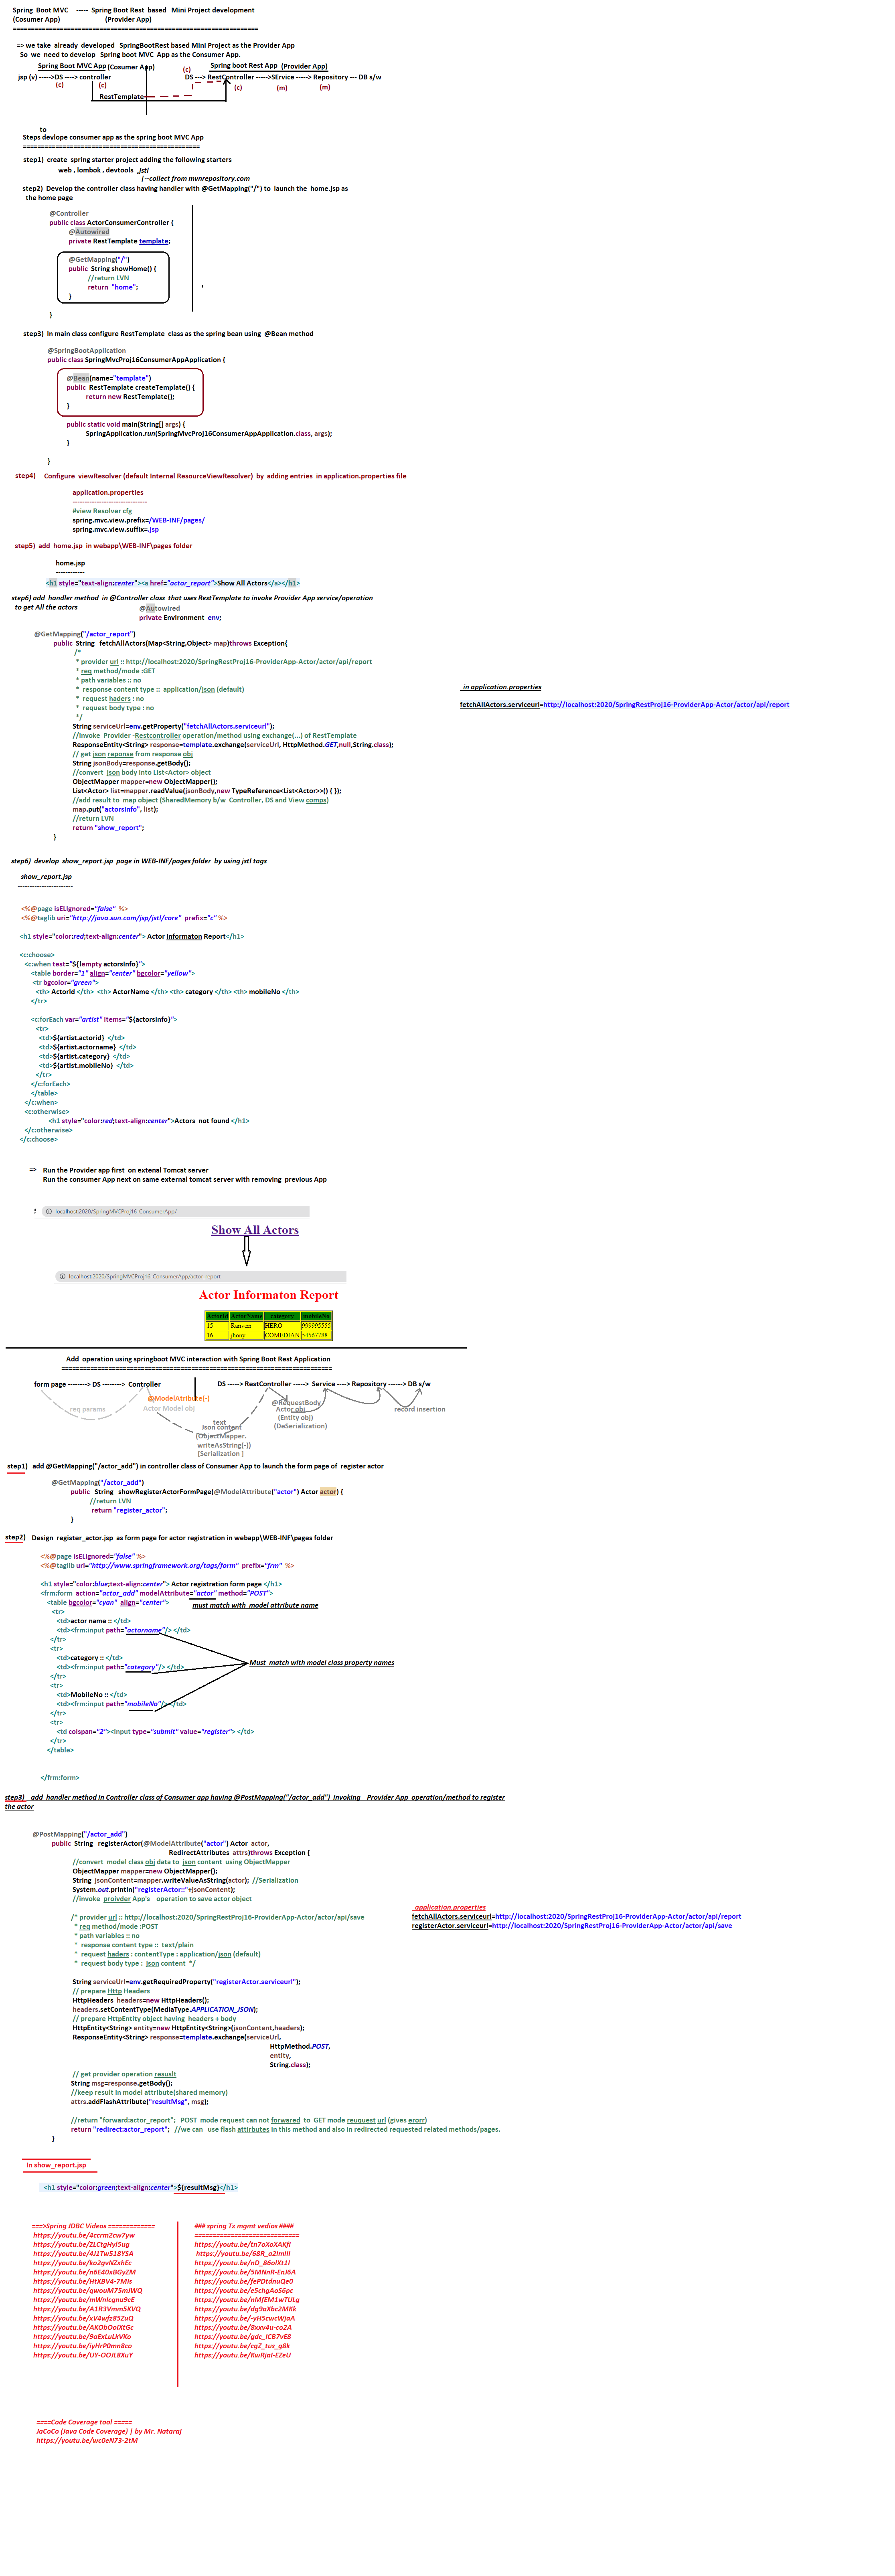 Spring Boot MVC ----- Spring Boot Rest based Mini Project development
(Cosumer App) (Provider App)
====================================================================
=> we take already developed SpringBootRest based Mini Project as the Provider App
So we need to develop Spring boot MVC App as the Consumer App.
Spring Boot MVC App (Cosumer App)
Spring boot Rest App (Provider App)
jsp (v) ----->DS ----> controller
(c) (c)
RestTemplate
(c)
DS ---> RestController ----->SErvice -----> Repository --- DB s/w
(c) (m) (m)
to
Steps devlope consumer app as the spring boot MVC App
=================================================
step1) create spring starter project adding the following starters
web , lombok , devtools ,jstl
|--collect from mvnrepository.com
step2) Develop the controller class having handler with @GetMapping("/") to launch the home.jsp as
the home page
@Controller
public class ActorConsumerController {
@Autowired
private RestTemplate template;
@GetMapping("/")
public String showHome() {
//return LVN
return "home";
}
}
step3) In main class configure RestTemplate class as the spring bean using @Bean method
@SpringBootApplication
public class SpringMvcProj16ConsumerAppApplication {
@Bean(name="template")
public RestTemplate createTemplate() {
return new RestTemplate();
}
public static void main(String[] args) {
SpringApplication.run(SpringMvcProj16ConsumerAppApplication.class, args);
}
}
step4) Configure viewResolver (default Internal ResourceViewResolver) by adding entries in application.properties file
application.properties
------------------------------
#view Resolver cfg
spring.mvc.view.prefix=/WEB-INF/pages/
spring.mvc.view.suffix=.jsp
step5) add home.jsp in webapp\WEB-INF\pages folder
home.jsp
------------
<h1 style="text-align:center"><a href="actor_report">Show All Actors</a></h1>
step6) add handler method in @Controller class that uses RestTemplate to invoke Provider App service/operation
to get All the actors
@Autowired
private Environment env;
@GetMapping("/actor_report")
public String fetchAllActors(Map<String,Object> map)throws Exception{
/*
* provider url :: http://localhost:2020/SpringRestProj16-ProviderApp-Actor/actor/api/report
* req method/mode :GET
* path variables :: no
* response content type :: application/json (default)
* request haders : no
* request body type : no
*/
String serviceUrl=env.getProperty("fetchAllActors.serviceurl");
//invoke Provider -Restcontroller operation/method using exchange(...) of RestTemplate
ResponseEntity<String> response=template.exchange(serviceUrl, HttpMethod.GET,null,String.class);
// get json reponse from response obj
String jsonBody=response.getBody();
//convert json body into List<Actor> object
ObjectMapper mapper=new ObjectMapper();
List<Actor> list=mapper.readValue(jsonBody,new TypeReference<List<Actor>>() { });
//add result to map object (SharedMemory b/w Controller, DS and View comps)
map.put("actorsInfo", list);
//return LVN
return "show_report";
}
in application.properties
fetchAllActors.serviceurl=http://localhost:2020/SpringRestProj16-ProviderApp-Actor/actor/api/report
step6) develop show_report.jsp page in WEB-INF/pages folder by using jstl tags
show_report.jsp
-----------------------
<%@page isELIgnored="false" %>
<%@taglib uri="http://java.sun.com/jsp/jstl/core" prefix="c" %>
<h1 style="color:red;text-align:center"> Actor Informaton Report</h1>
<c:choose>
<c:when test="${!empty actorsInfo}">
<table border="1" align="center" bgcolor="yellow">
<tr bgcolor="green">
<th> ActorId </th> <th> ActorName </th> <th> category </th> <th> mobileNo </th>
</tr>
<c:forEach var="artist" items="${actorsInfo}">
<tr>
<td>${artist.actorid} </td>
<td>${artist.actorname} </td>
<td>${artist.category} </td>
<td>${artist.mobileNo} </td>
</tr>
</c:forEach>
</table>
</c:when>
<c:otherwise>
<h1 style="color:red;text-align:center">Actors not found </h1>
</c:otherwise>
</c:choose>
=> Run the Provider app first on extenal Tomcat server
Run the consumer App next on same external tomcat server with removing previous App
localhost:2020/SpringMVCProj16-ConsumerApp/
Show All Actors
localhost:2020/SpringMVCProj16-ConsumerApp/actor_report
Actor Informaton Report
ActorId ActorName category mobileNo
15 Ranveer HERO 999995555
16 jhony COMEDIAN 54567788
Add operation using springboot MVC interaction with Spring Boot Rest Application
===========================================================================
form page --------> DS --------> Controller
DS -----> RestController -----> Service ----> Repository ------> DB s/w
@ModelAtribute(-)
req params Actor Model obj
@RequestBody
Actor obj
(Entity obj)
(DeSerialization)
record insertion
text
Json content
[ObjectMapper.
writeAsString(-)}
[Serialization ]
step1) add @GetMapping("/actor_add") in controller class of Consumer App to launch the form page of register actor
@GetMapping("/actor_add")
public String showRegisterActorFormPage(@ModelAttribute("actor") Actor actor) {
//return LVN
return "register_actor";
}
step2) Design register_actor.jsp as form page for actor registration in webapp\WEB-INF\pages folder
<%@page isELIgnored="false" %>
<%@taglib uri="http://www.springframework.org/tags/form" prefix="frm" %>
<h1 style="color:blue;text-align:center"> Actor registration form page </h1>
<frm:form action="actor_add" modelAttribute="actor" method="POST">
<table bgcolor="cyan" align="center">
must match with model attribute name
<tr>
<td>actor name :: </td>
<td><frm:input path="actorname"/> </td>
</tr>
<tr>
<td>category :: </td>
<td><frm:input path="category"/> </td>
Must match with model class property names
</tr>
<tr>
<td>MobileNo :: </td>
<td><frm:input path="mobileNo"/> </td>
</tr>
<tr>
<td colspan="2"><input type="submit" value="register"> </td>
</tr>
</table>
</frm:form>
step3) add handler method in Controller class of Consumer app having @PostMapping("/actor_add") invoking Provider App operation/method to register
the actor
@PostMapping("/actor_add")
public String registerActor(@ModelAttribute("actor") Actor actor,
RedirectAttributes attrs)throws Exception {
//convert model class obj data to json content using ObjectMapper
ObjectMapper mapper=new ObjectMapper();
String jsonContent=mapper.writeValueAsString(actor); //Serialization
System.out.println("registerActor::"+jsonContent);
//invoke proivder App's operation to save actor object
/* provider url :: http://localhost:2020/SpringRestProj16-ProviderApp-Actor/actor/api/save
* req method/mode :POST
* path variables :: no
* response content type :: text/plain
* request haders : contentType : application/json (default)
* request body type : json content */
application.properties
fetchAllActors.serviceurl=http://localhost:2020/SpringRestProj16-ProviderApp-Actor/actor/api/report
registerActor.serviceurl=http://localhost:2020/SpringRestProj16-ProviderApp-Actor/actor/api/save
String serviceUrl=env.getRequiredProperty("registerActor.serviceurl");
// prepare Http Headers
HttpHeaders headers=new HttpHeaders();
headers.setContentType(MediaType.APPLICATION_JSON);
// prepare HttpEntity object having headers + body
HttpEntity<String> entity=new HttpEntity<String>(jsonContent,headers);
ResponseEntity<String> response=template.exchange(serviceUrl,
HttpMethod.POST,
entity,
String.class);
// get provider operation resuslt
String msg=response.getBody();
//keep result in model attribute(shared memory)
attrs.addFlashAttribute("resultMsg", msg);
//return "forward:actor_report"; POST mode request can not forwared to GET mode reuquest url (gives erorr)
return "redirect:actor_report"; //we can use flash attirbutes in this method and also in redirected requested related methods/pages.
}
In show_report.jsp
<h1 style="color:green;text-align:center">${resultMsg}</h1>
===>Spring JDBC Videos =============
https://youtu.be/4ccrm2cw7yw
https://youtu.be/ZLCtgHyI5ug
https://youtu.be/4J1Tw518YSA
https://youtu.be/ko2gvNZxhEc
https://youtu.be/n6E40xBGyZM
https://youtu.be/HtXBV4-7MIs
https://youtu.be/qwouM75mJWQ
https://youtu.be/mWnIcgnu9cE
https://youtu.be/A1R3Vmm5KVQ
https://youtu.be/xV4wfz85ZuQ
https://youtu.be/AKObOoiXtGc
https://youtu.be/9aExLuLkVKo
https://youtu.be/iyHrP0mn8co
https://youtu.be/UY-OOJL8XuY
### spring Tx mgmt vedios ####
=============================
https://youtu.be/tn7oXoXAKfI
https://youtu.be/68R_o2lmlII
https://youtu.be/nD_86olXt1I
https://youtu.be/5MNnR-EnJ6A
https://youtu.be/fePDtdnuQe0
https://youtu.be/e5chgAoS6pc
https://youtu.be/nMfEM1wTULg
https://youtu.be/dg9aXbc2MKk
https://youtu.be/-yH5cwcWjaA
https://youtu.be/8xxv4u-co2A
https://youtu.be/gdc_ICB7vE8
https://youtu.be/cgZ_tus_g8k
https://youtu.be/KwRjaI-EZeU
====Code Coverage tool =====
JaCoCo (Java Code Coverage) | by Mr. Nataraj
https://youtu.be/wc0eN73-2tM